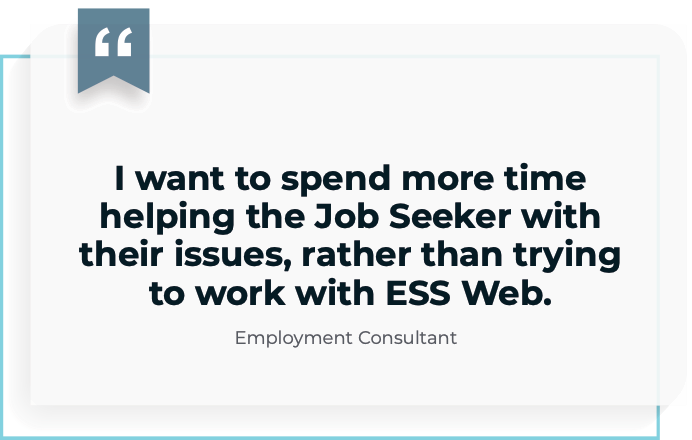 “
I want to spend more time
helping the Job Seeker with
their issues, rather than trying
to work with ESS Web.
Employment Consultant